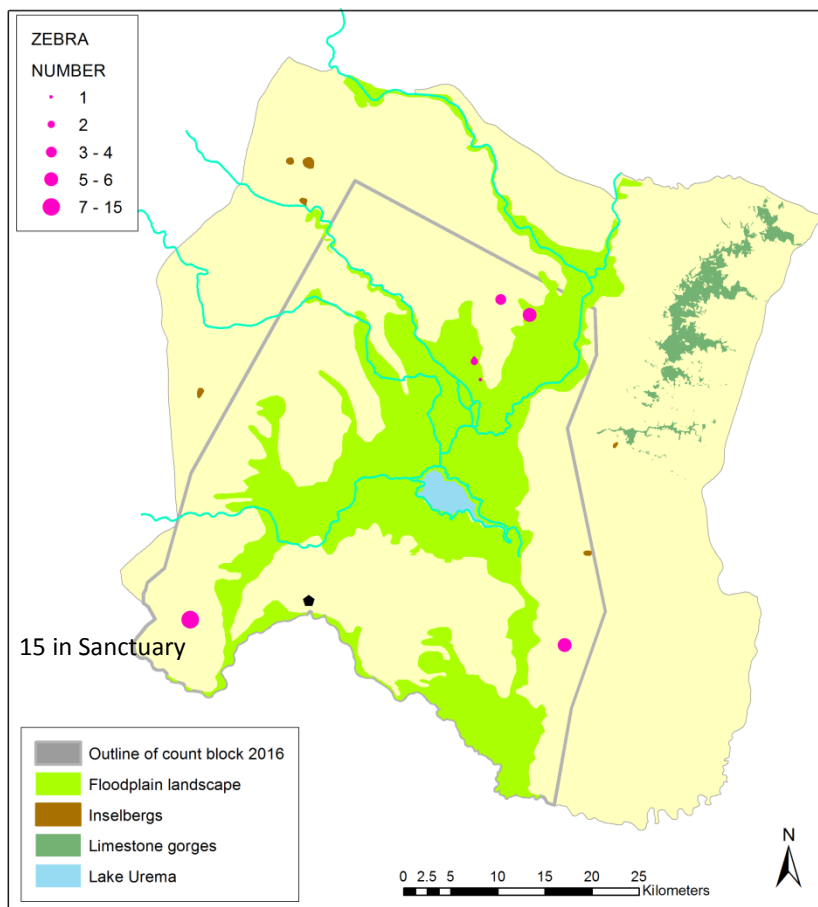 ZEBRA
NUMBER
1
2
3 - 4
5 - 6
7 - 15
15 in Sanctuary
Outline of count block 2016
Floodplain landscape
Inselbergs
Limestone gorges
Lake Urema
N
0 2.5 5 10 15 20 25
Kilometers